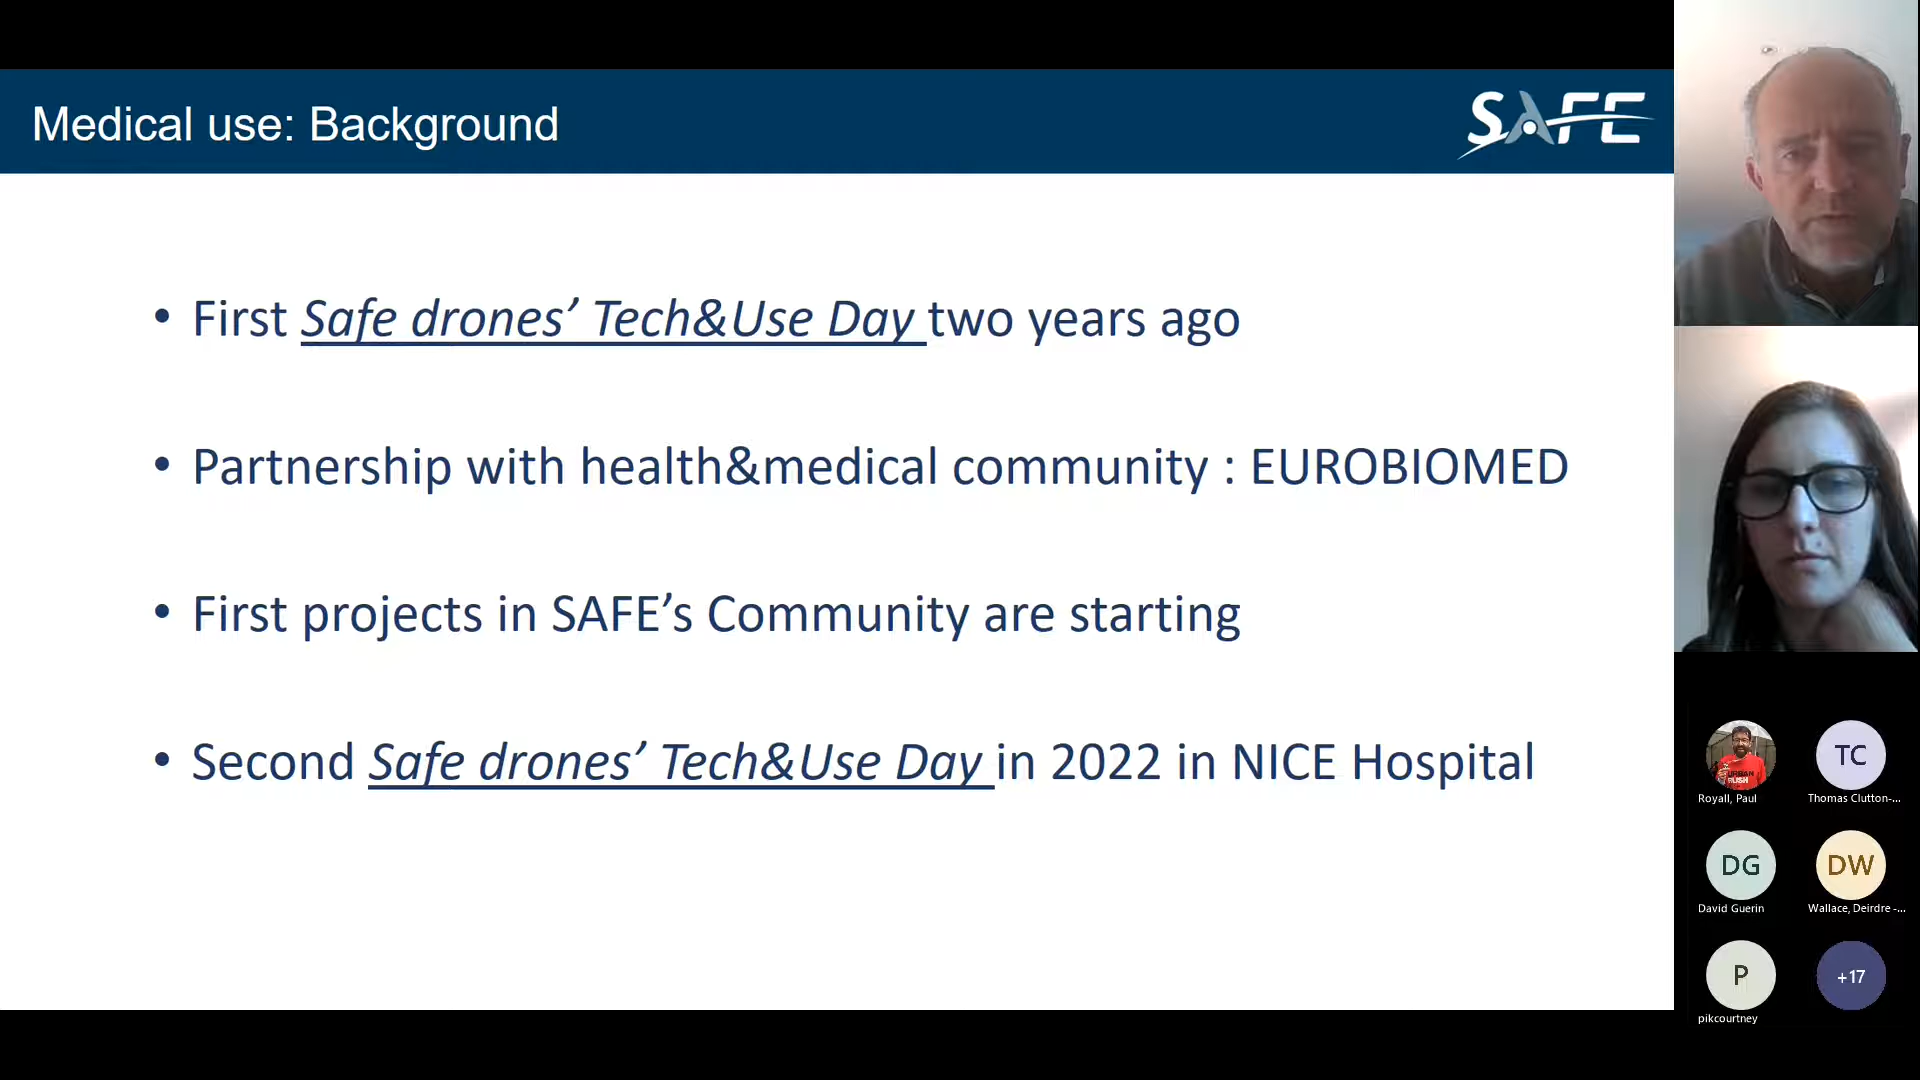 Medical use: Background
SAFE
• First Safe drones’ Tech&Use Day two years ago
• Partnership with health&medical community : EUROBIOMED
• First projects in SAFE’s Community are starting
• Second Safe drones’ Tech&Use Day in 2022 in NICE Hospital
Royall, Paul
TC
Thomas Clutton-...
DG
David Guerin
DW
Wallace, Deirdre -...
P
pikcourtney
+17